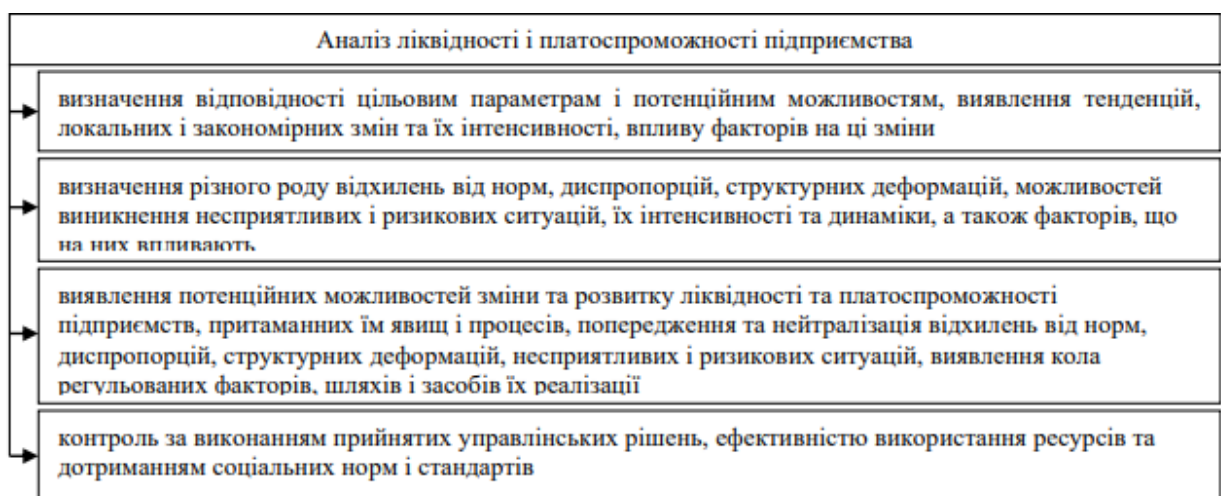 Аналіз ліквідності і платоспроможності підприємства
визначення відповідності цільовим параметрам і потенційним можливостям, виявлення тенденцій,
локальних і закономірних змін та їх інтенсивності, впливу факторів на ці зміни
визначення різного роду відхилень від норм, диспропорцій, структурних деформацій, можливостей
виникнення несприятливих і ризикових ситуацій, їх інтенсивності та динаміки, а також факторів, що
на них впливають
виявлення потенційних можливостей зміни та розвитку ліквідності та платоспроможності
підприємств, притаманних їм явищ і процесів, попередження та нейтралізація відхилень від норм,
диспропорцій, структурних деформацій, несприятливих і ризикових ситуацій, виявлення кола
регульованих факторів, шляхів і засобів їх реалізації
контроль за виконанням прийнятих управлінських рішень, ефективністю використання ресурсів та
дотриманням соціальних норм і стандартів